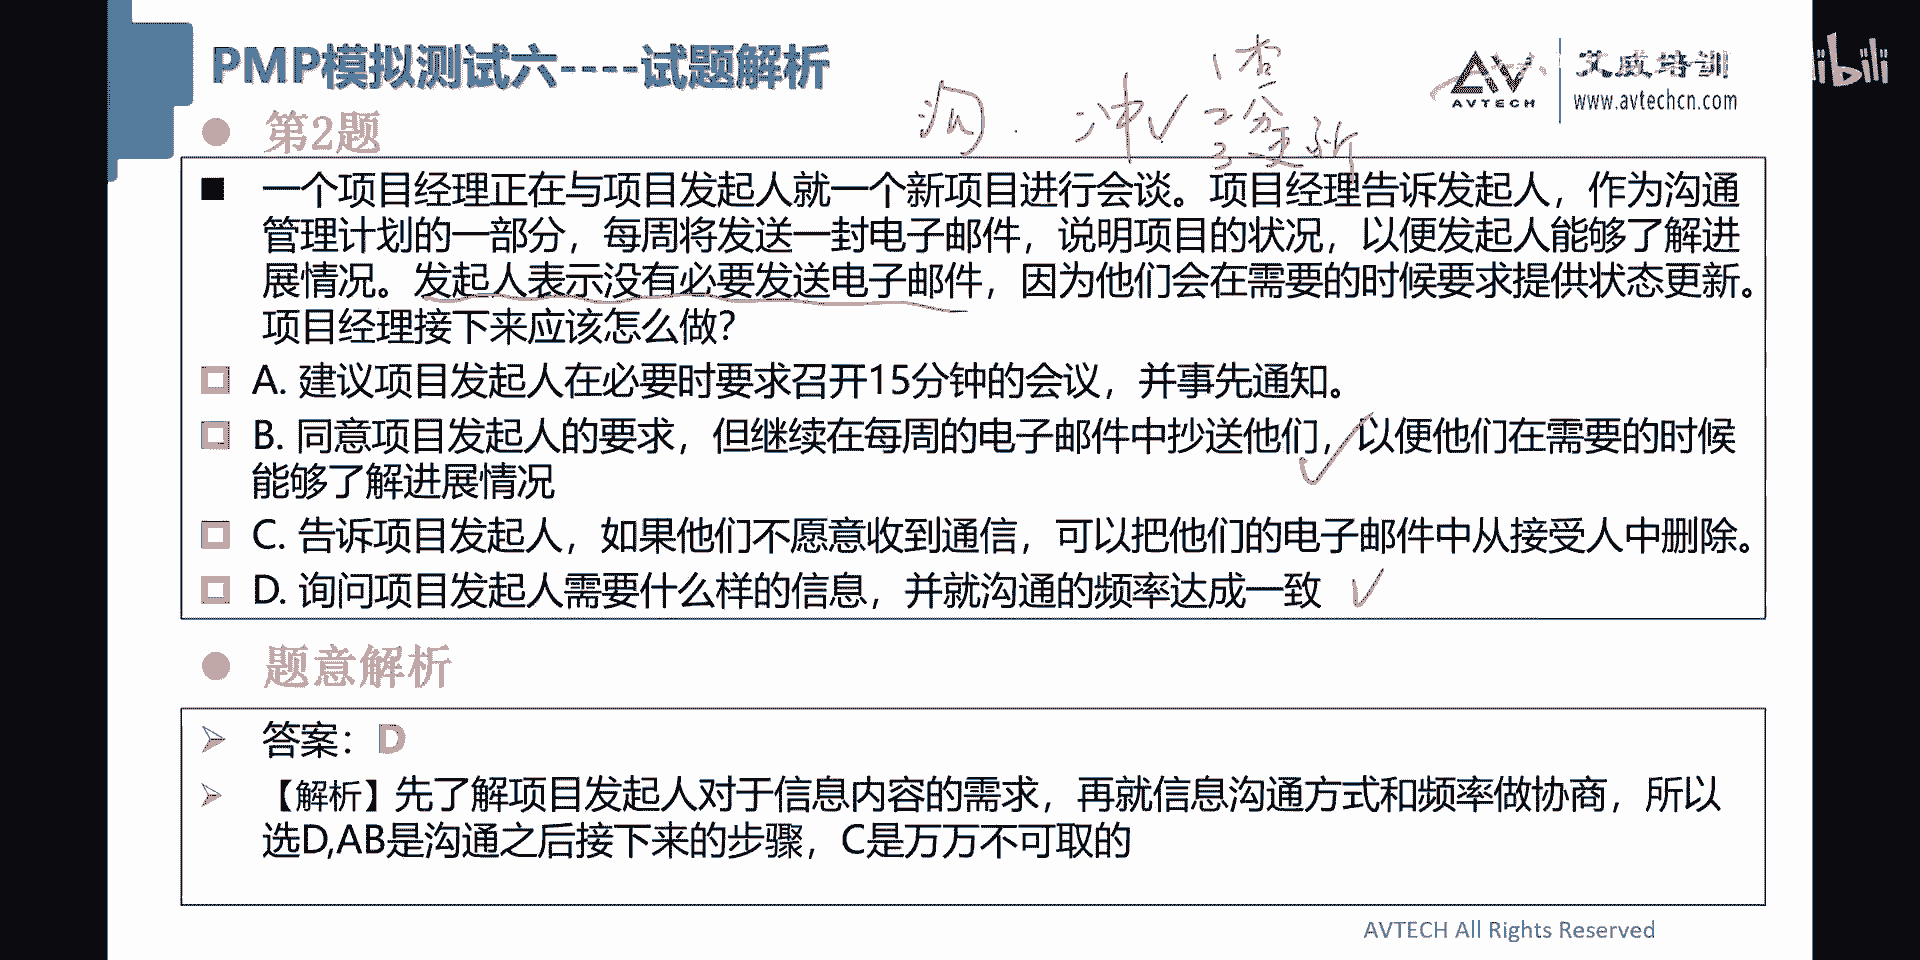 PMP模拟测试六----试题解析
AVTECH
艾威培训
www.avtechcn.com
bili
沟 . 冲
1 查
2 分
3 更新
第2题
一个项目经理正在与项目发起人就一个新项目进行会谈。项目经理告诉发起人，作为沟通
管理计划的一部分，每周将发送一封电子邮件，说明项目的状况，以便发起人能够了解进
展情况。发起人表示没有必要发送电子邮件，因为他们会在需要的时候要求提供状态更新。
项目经理接下来应该怎么做？
A. 建议项目发起人在必要时要求召开15分钟的会议，并事先通知。
B. 同意项目发起人的要求，但继续在每周的电子邮件中抄送他们，以便他们在需要的时候
能够了解进展情况
C. 告诉项目发起人，如果他们不愿意收到通信，可以把他们的电子邮件中从接受人中删除。
D. 询问项目发起人需要什么样的信息，并就沟通的频率达成一致
题意解析
答案：D
【解析】先了解项目发起人对于信息内容的需求，再就信息沟通方式和频率做协商，所以
选D,AB是沟通之后接下来的步骤，C是万万不可取的
AVTECH All Rights Reserved